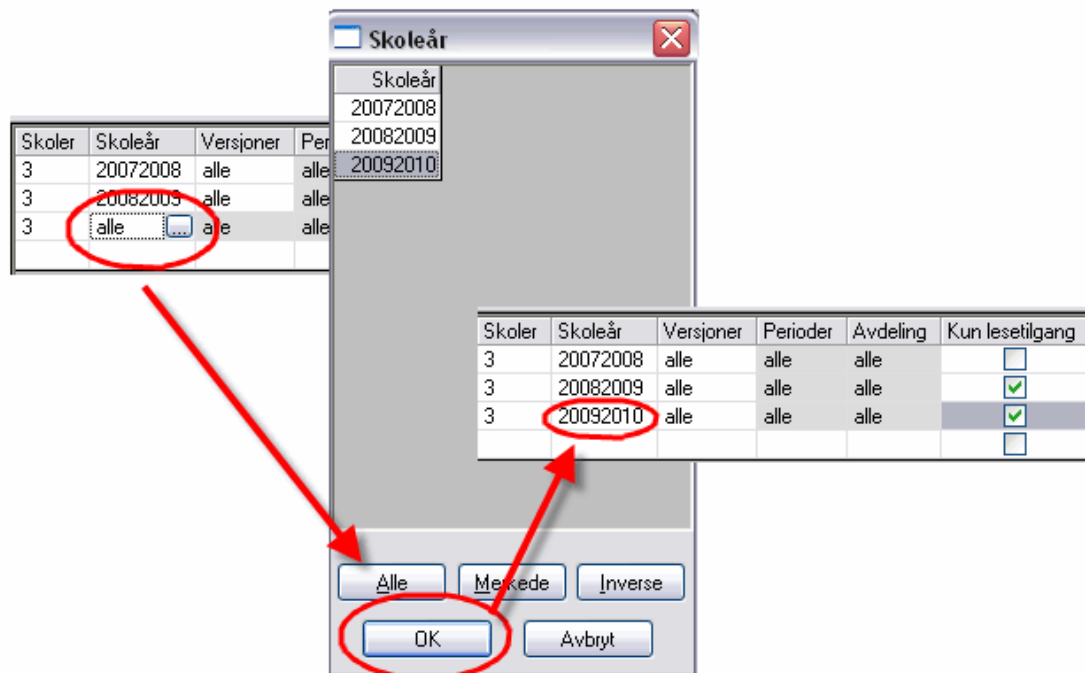 Skoleår
Skoleår
20072008
20082009
20092010
Skoler Skoleår Versjoner Per
3 20072008 alle alle
3 20082009 alle alle
3 alle ... alle alle
Skoler Skoleår Versjoner Perioder Avdeling Kun lesetilgang
3 20072008 alle alle alle
3 20082009 alle alle alle
3 20092010 alle alle alle
Alle Merkede Inverse
OK Avbryt